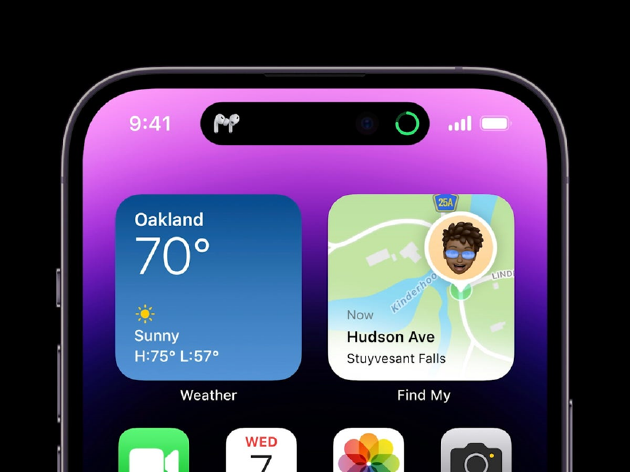 9:41
25A
Oakland
70°
Sunny
H:75° L:57°
Kinderhoo
LIND
Now
Hudson Ave
Stuyvesant Falls
Weather
Find My
WED
7